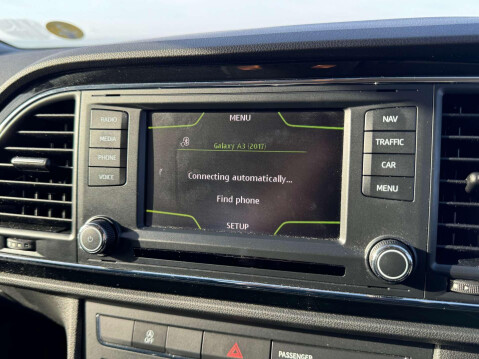 RADIO
MEDIA
PHONE
VOICE
MENU
Galaxy A3 (2017)
Connecting automatically...
Find phone
SETUP
NAV
TRAFFIC
CAR
MENU
OFF
PASSENGER